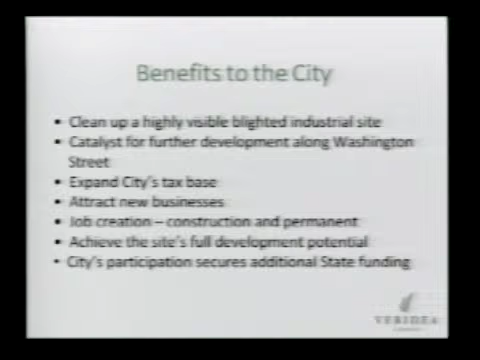 Benefits to the City
• Clean up a highly visible blighted industrial site
• Catalyst for further development along Washington
Street
• Expand City's tax base
• Attract new businesses
• Job creation – construction and permanent
• Achieve the site's full development potential
• City's participation secures additional State funding
VERIDEA